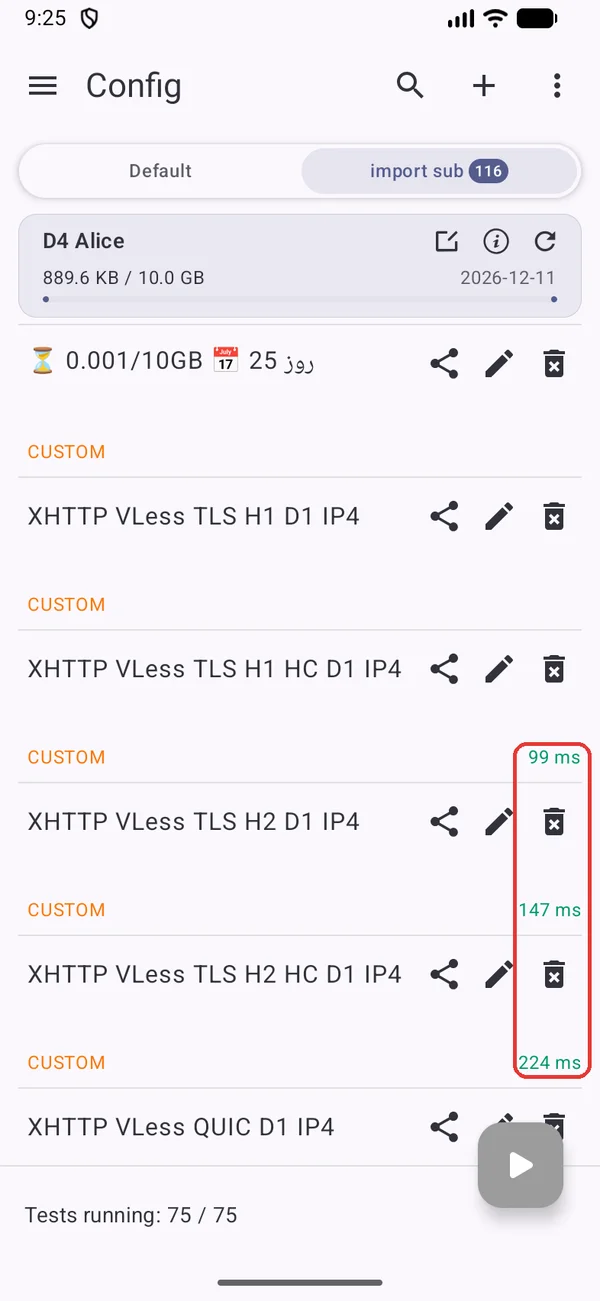 9:25
Config
Default
import sub 116
D4 Alice
889.6 KB / 10.0 GB
2026-12-11
⏳ 0.001/10GB 📅 25 روز
CUSTOM
XHTTP VLess TLS H1 D1 IP4
CUSTOM
XHTTP VLess TLS H1 HC D1 IP4
CUSTOM
99 ms
XHTTP VLess TLS H2 D1 IP4
CUSTOM
147 ms
XHTTP VLess TLS H2 HC D1 IP4
CUSTOM
224 ms
XHTTP VLess QUIC D1 IP4
Tests running: 75 / 75